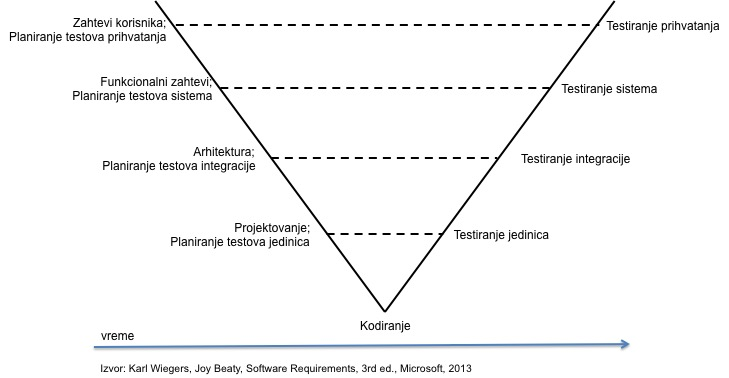 Zahtevi korisnika;
Planiranje testova prihvatanja
Testiranje prihvatanja
Funkcionalni zahtevi;
Planiranje testova sistema
Testiranje sistema
Arhitektura;
Planiranje testova integracije
Testiranje integracije
Projektovanje;
Planiranje testova jedinica
Testiranje jedinica
Kodiranje
vreme
Izvor: Karl Wiegers, Joy Beaty, Software Requirements, 3rd ed., Microsoft, 2013